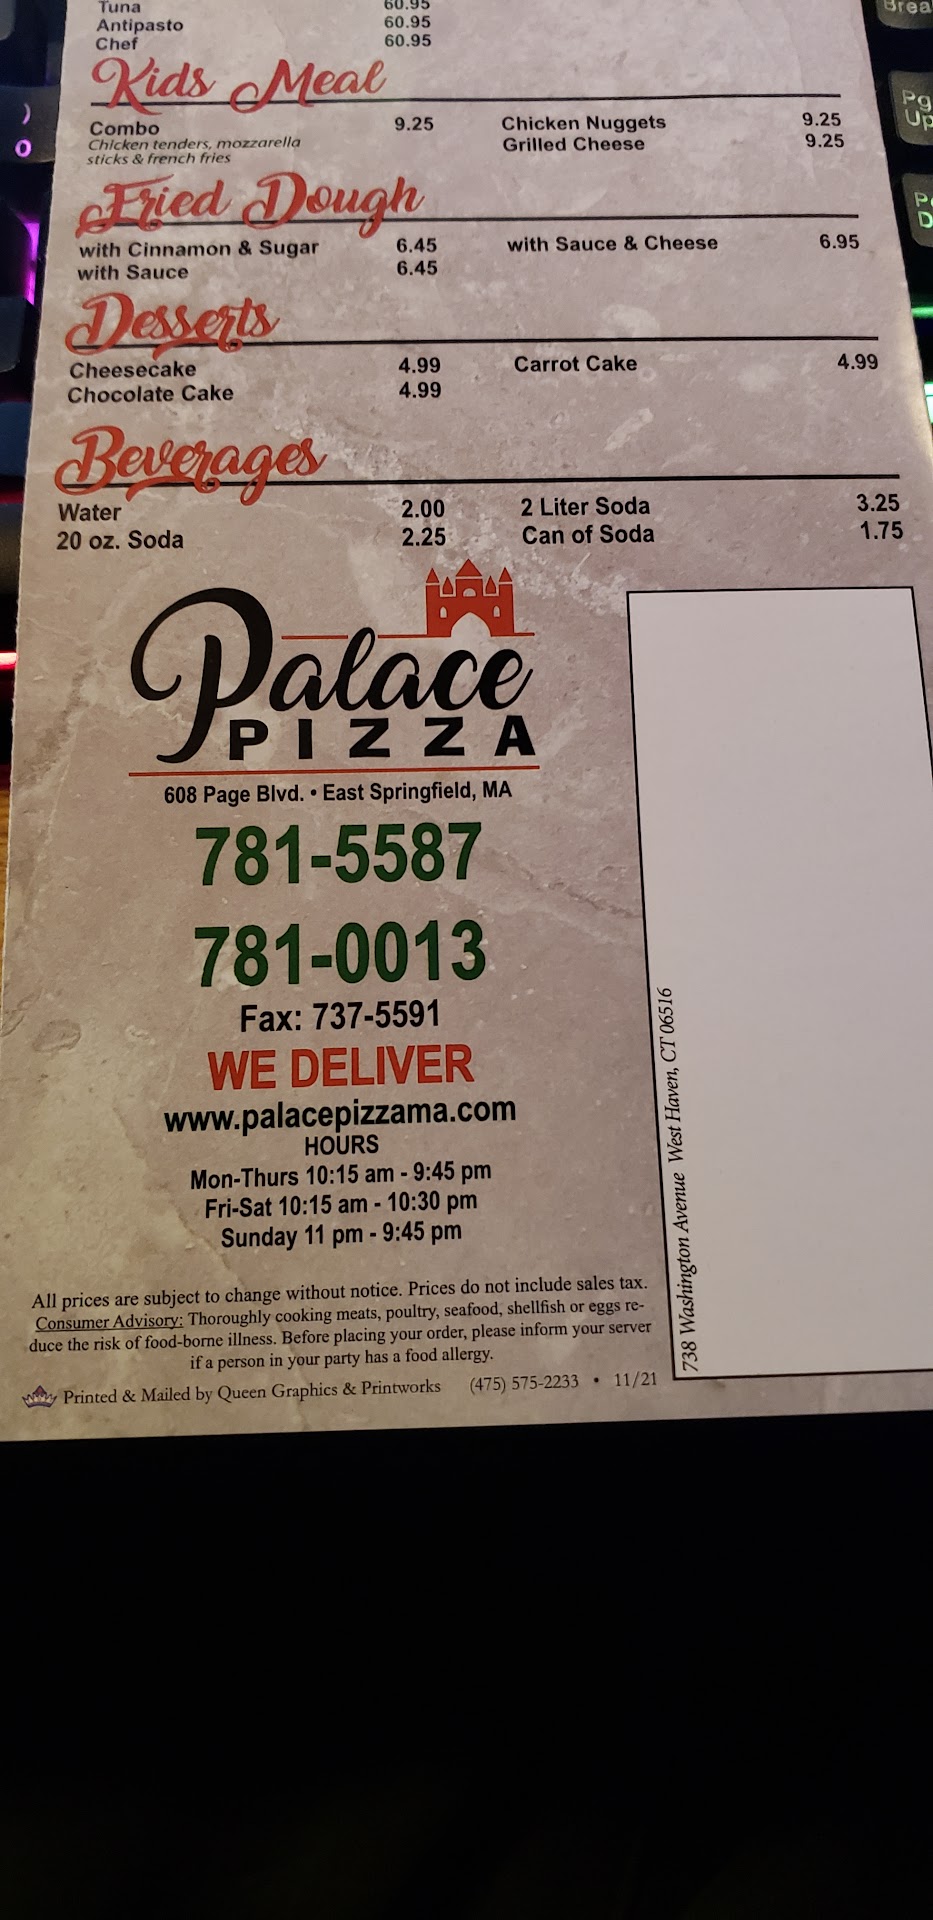 Tuna 60.95
Antipasto 60.95
Chef 60.95
Kids Meal
Combo 9.25
Chicken tenders, mozzarella
sticks & french fries
Chicken Nuggets 9.25
Grilled Cheese 9.25
Fried Dough
with Cinnamon & Sugar 6.45
with Sauce 6.45
with Sauce & Cheese 6.95
Desserts
Cheesecake 4.99
Chocolate Cake 4.99
Carrot Cake 4.99
Beverages
Water 2.00
20 oz. Soda 2.25
2 Liter Soda 3.25
Can of Soda 1.75
Palace
PIZZA
608 Page Blvd. • East Springfield, MA
781-5587
781-0013
Fax: 737-5591
WE DELIVER
www.palacepizzama.com
HOURS
Mon-Thurs 10:15 am - 9:45 pm
Fri-Sat 10:15 am - 10:30 pm
Sunday 11 pm - 9:45 pm
All prices are subject to change without notice. Prices do not include sales tax.
Consumer Advisory: Thoroughly cooking meats, poultry, seafood, shellfish or eggs re-
duce the risk of food-borne illness. Before placing your order, please inform your server
if a person in your party has a food allergy.
Printed & Mailed by Queen Graphics & Printworks (475) 575-2233 • 11/21
738 Washington Avenue West Haven, CT 06516
Pg
Up
)
0